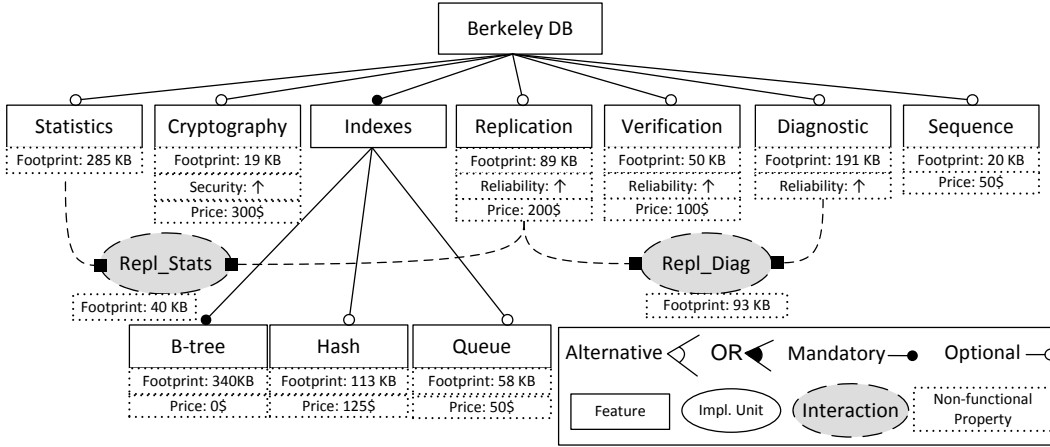 Berkeley DB
Statistics
Footprint: 285 KB
Cryptography
Footprint: 19 KB
Security: ↑
Price: 300$
Indexes
Replication
Footprint: 89 KB
Reliability: ↑
Price: 200$
Verification
Footprint: 50 KB
Reliability: ↑
Price: 100$
Diagnostic
Footprint: 191 KB
Reliability: ↑
Sequence
Footprint: 20 KB
Price: 50$
Repl_Stats
Footprint: 40 KB
Repl_Diag
Footprint: 93 KB
B-tree
Footprint: 340KB
Price: 0$
Hash
Footprint: 113 KB
Price: 125$
Queue
Footprint: 58 KB
Price: 50$
Alternative OR Mandatory Optional
Feature
Impl. Unit
Interaction
Non-functional
Property